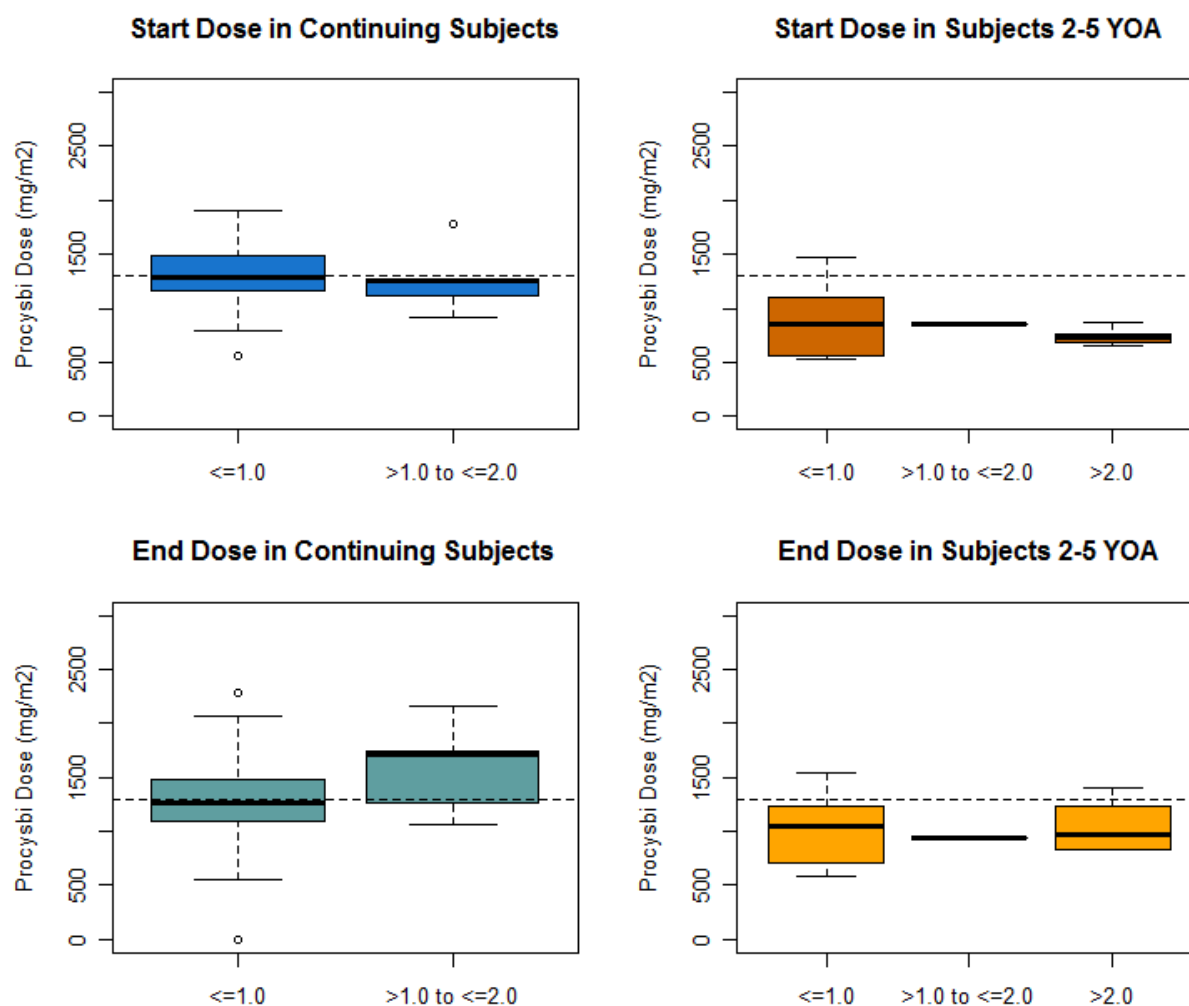 Start Dose in Continuing Subjects
Procysbi Dose (mg/m2)
2500
1500
500
0
<=1.0
>1.0 to <=2.0
Start Dose in Subjects 2-5 YOA
Procysbi Dose (mg/m2)
2500
1500
500
0
<=1.0
>1.0 to <=2.0
>2.0
End Dose in Continuing Subjects
Procysbi Dose (mg/m2)
2500
1500
500
0
<=1.0
>1.0 to <=2.0
End Dose in Subjects 2-5 YOA
Procysbi Dose (mg/m2)
2500
1500
500
0
<=1.0
>1.0 to <=2.0
>2.0